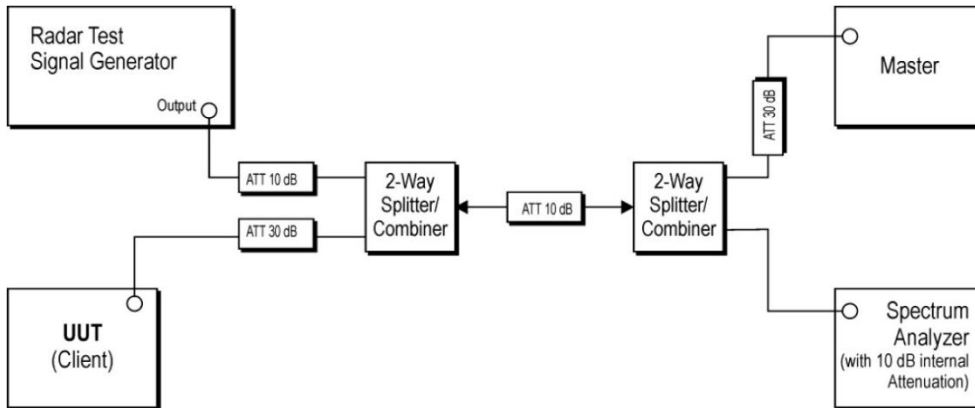 Radar Test
Signal Generator
Output
ATT 10 dB
ATT 30 dB
UUT
(Client)
2-Way
Splitter/
Combiner
ATT 10 dB
2-Way
Splitter/
Combiner
ATT 30 dB
Master
Spectrum
Analyzer
(with 10 dB internal
Attenuation)